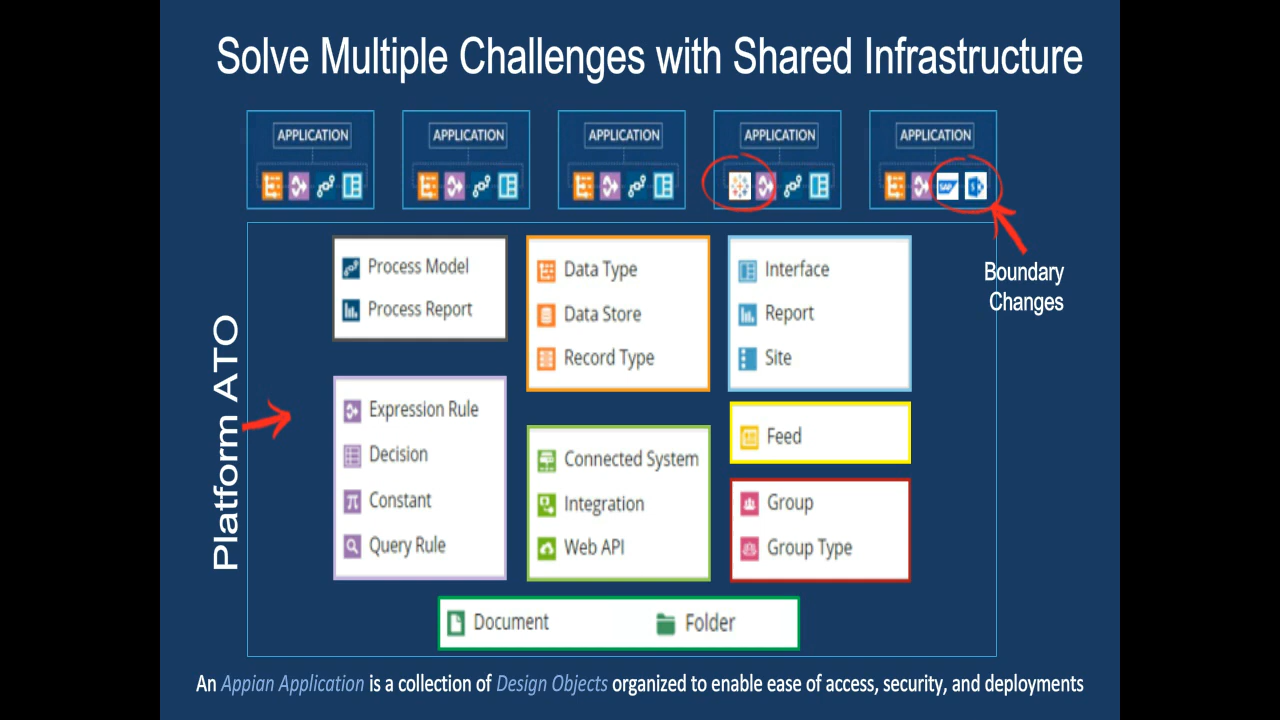 Solve Multiple Challenges with Shared Infrastructure
APPLICATION
APPLICATION
APPLICATION
APPLICATION
APPLICATION
SAP
S
Boundary
Changes
Platform ATO
Process Model
Process Report
Data Type
Data Store
Record Type
Interface
Report
Site
Expression Rule
Decision
Constant
Query Rule
Connected System
Integration
Web API
Feed
Group
Group Type
Document
Folder
An Appian Application is a collection of Design Objects organized to enable ease of access, security, and deployments